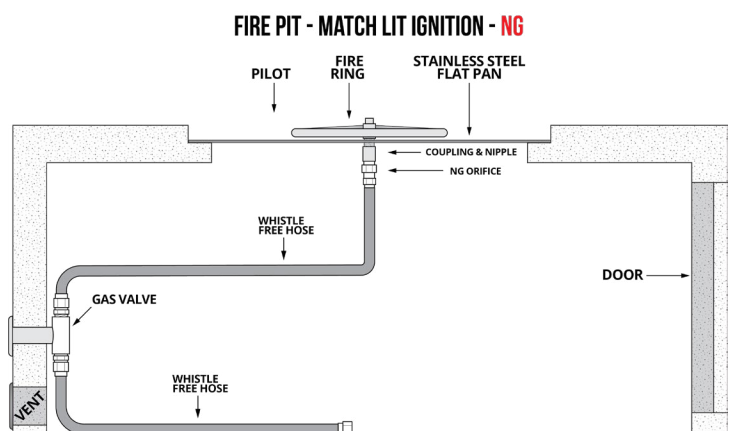 FIRE PIT - MATCH LIT IGNITION - NG
PILOT
FIRE
RING
STAINLESS STEEL
FLAT PAN
COUPLING & NIPPLE
NG ORIFICE
WHISTLE
FREE HOSE
DOOR
GAS VALVE
WHISTLE
FREE HOSE
VENT